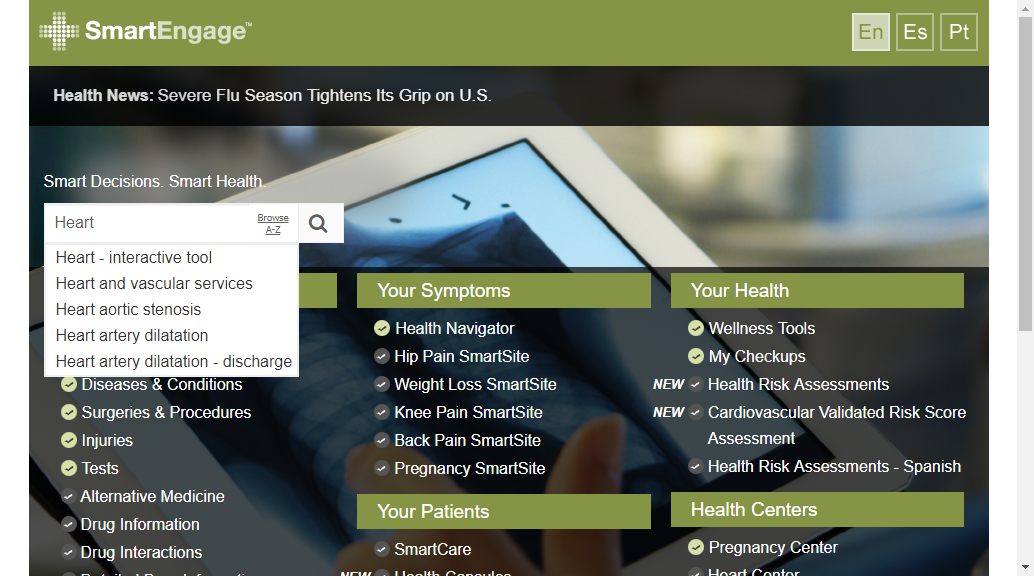 SmartEngage™
En Es Pt
Health News: Severe Flu Season Tightens Its Grip on U.S.
Smart Decisions. Smart Health.
Heart
Browse
A-Z
Heart - interactive tool
Heart and vascular services
Heart aortic stenosis
Heart artery dilatation
Heart artery dilatation - discharge
Diseases & Conditions
Surgeries & Procedures
Injuries
Tests
Alternative Medicine
Drug Information
Drug Interactions
Your Symptoms
Health Navigator
Hip Pain SmartSite
Weight Loss SmartSite
Knee Pain SmartSite
Back Pain SmartSite
Pregnancy SmartSite
Your Patients
SmartCare
NEW Health Capsules
Your Health
Wellness Tools
My Checkups
NEW Health Risk Assessments
NEW Cardiovascular Validated Risk Score
Assessment
Health Risk Assessments - Spanish
Health Centers
Pregnancy Center
Heart Center